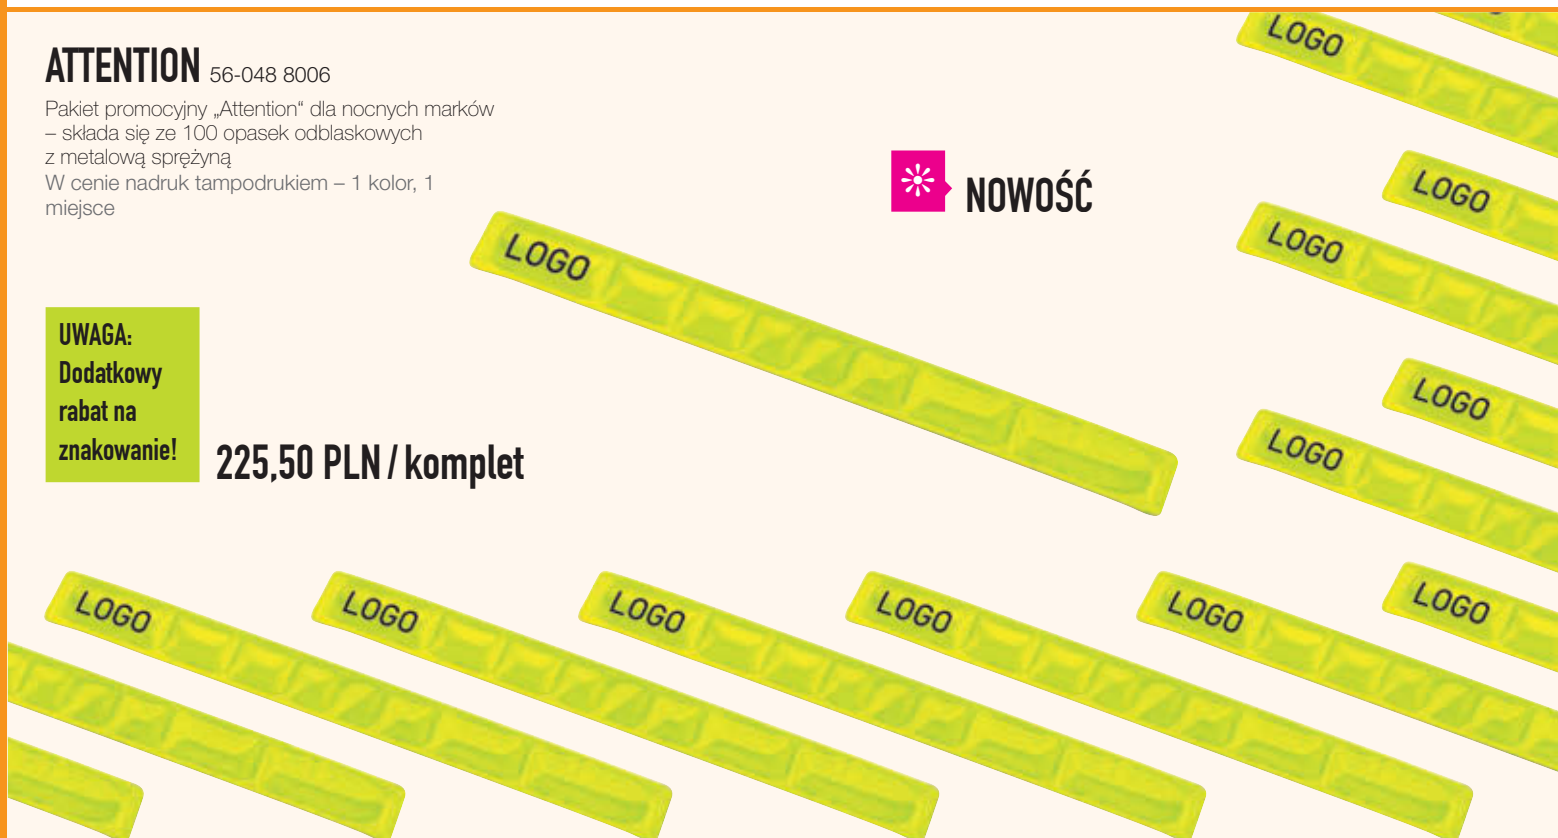 ATTENTION 56-048 8006
Pakiet promocyjny „Attention“ dla nocnych marków
– składa się ze 100 opasek odblaskowych
z metalową sprężyną
W cenie nadruk tampodrukiem – 1 kolor, 1
miejsce
NOWOŚĆ
UWAGA:
Dodatkowy
rabat na
znakowanie!
225,50 PLN / komplet
LOGO
LOGO
LOGO
LOGO
LOGO
LOGO
LOGO
LOGO
LOGO
LOGO
LOGO
LOGO